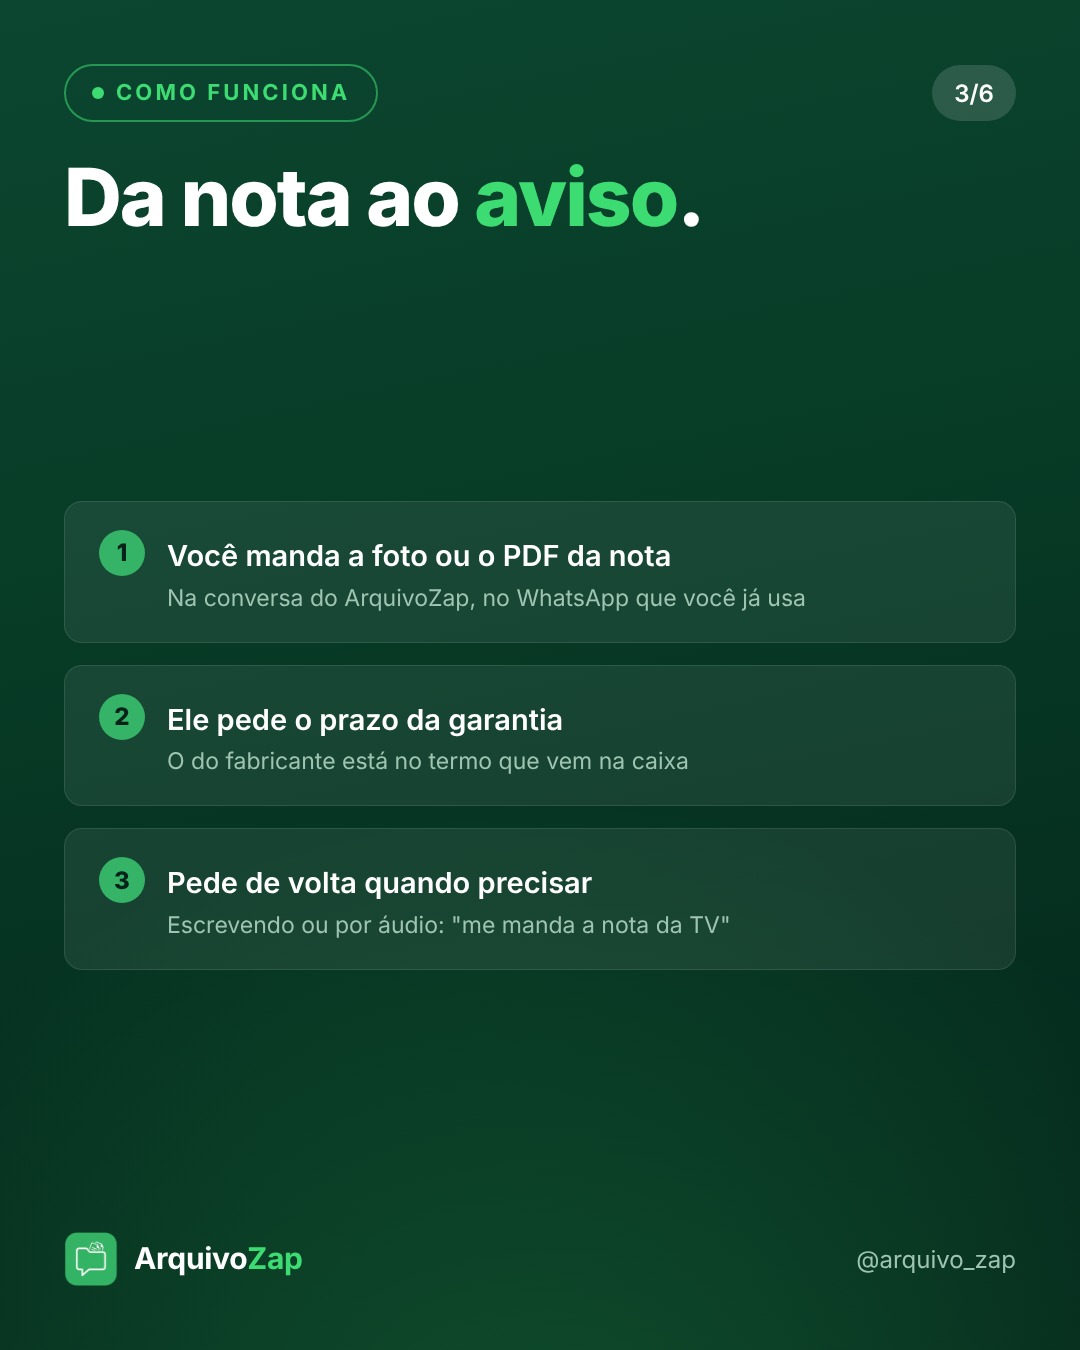 COMO FUNCIONA
3/6
Da nota ao aviso.
1
Você manda a foto ou o PDF da nota
Na conversa do ArquivoZap, no WhatsApp que você já usa
2
Ele pede o prazo da garantia
O do fabricante está no termo que vem na caixa
3
Pede de volta quando precisar
Escrevendo ou por áudio: "me manda a nota da TV"
ArquivoZap
@arquivo_zap